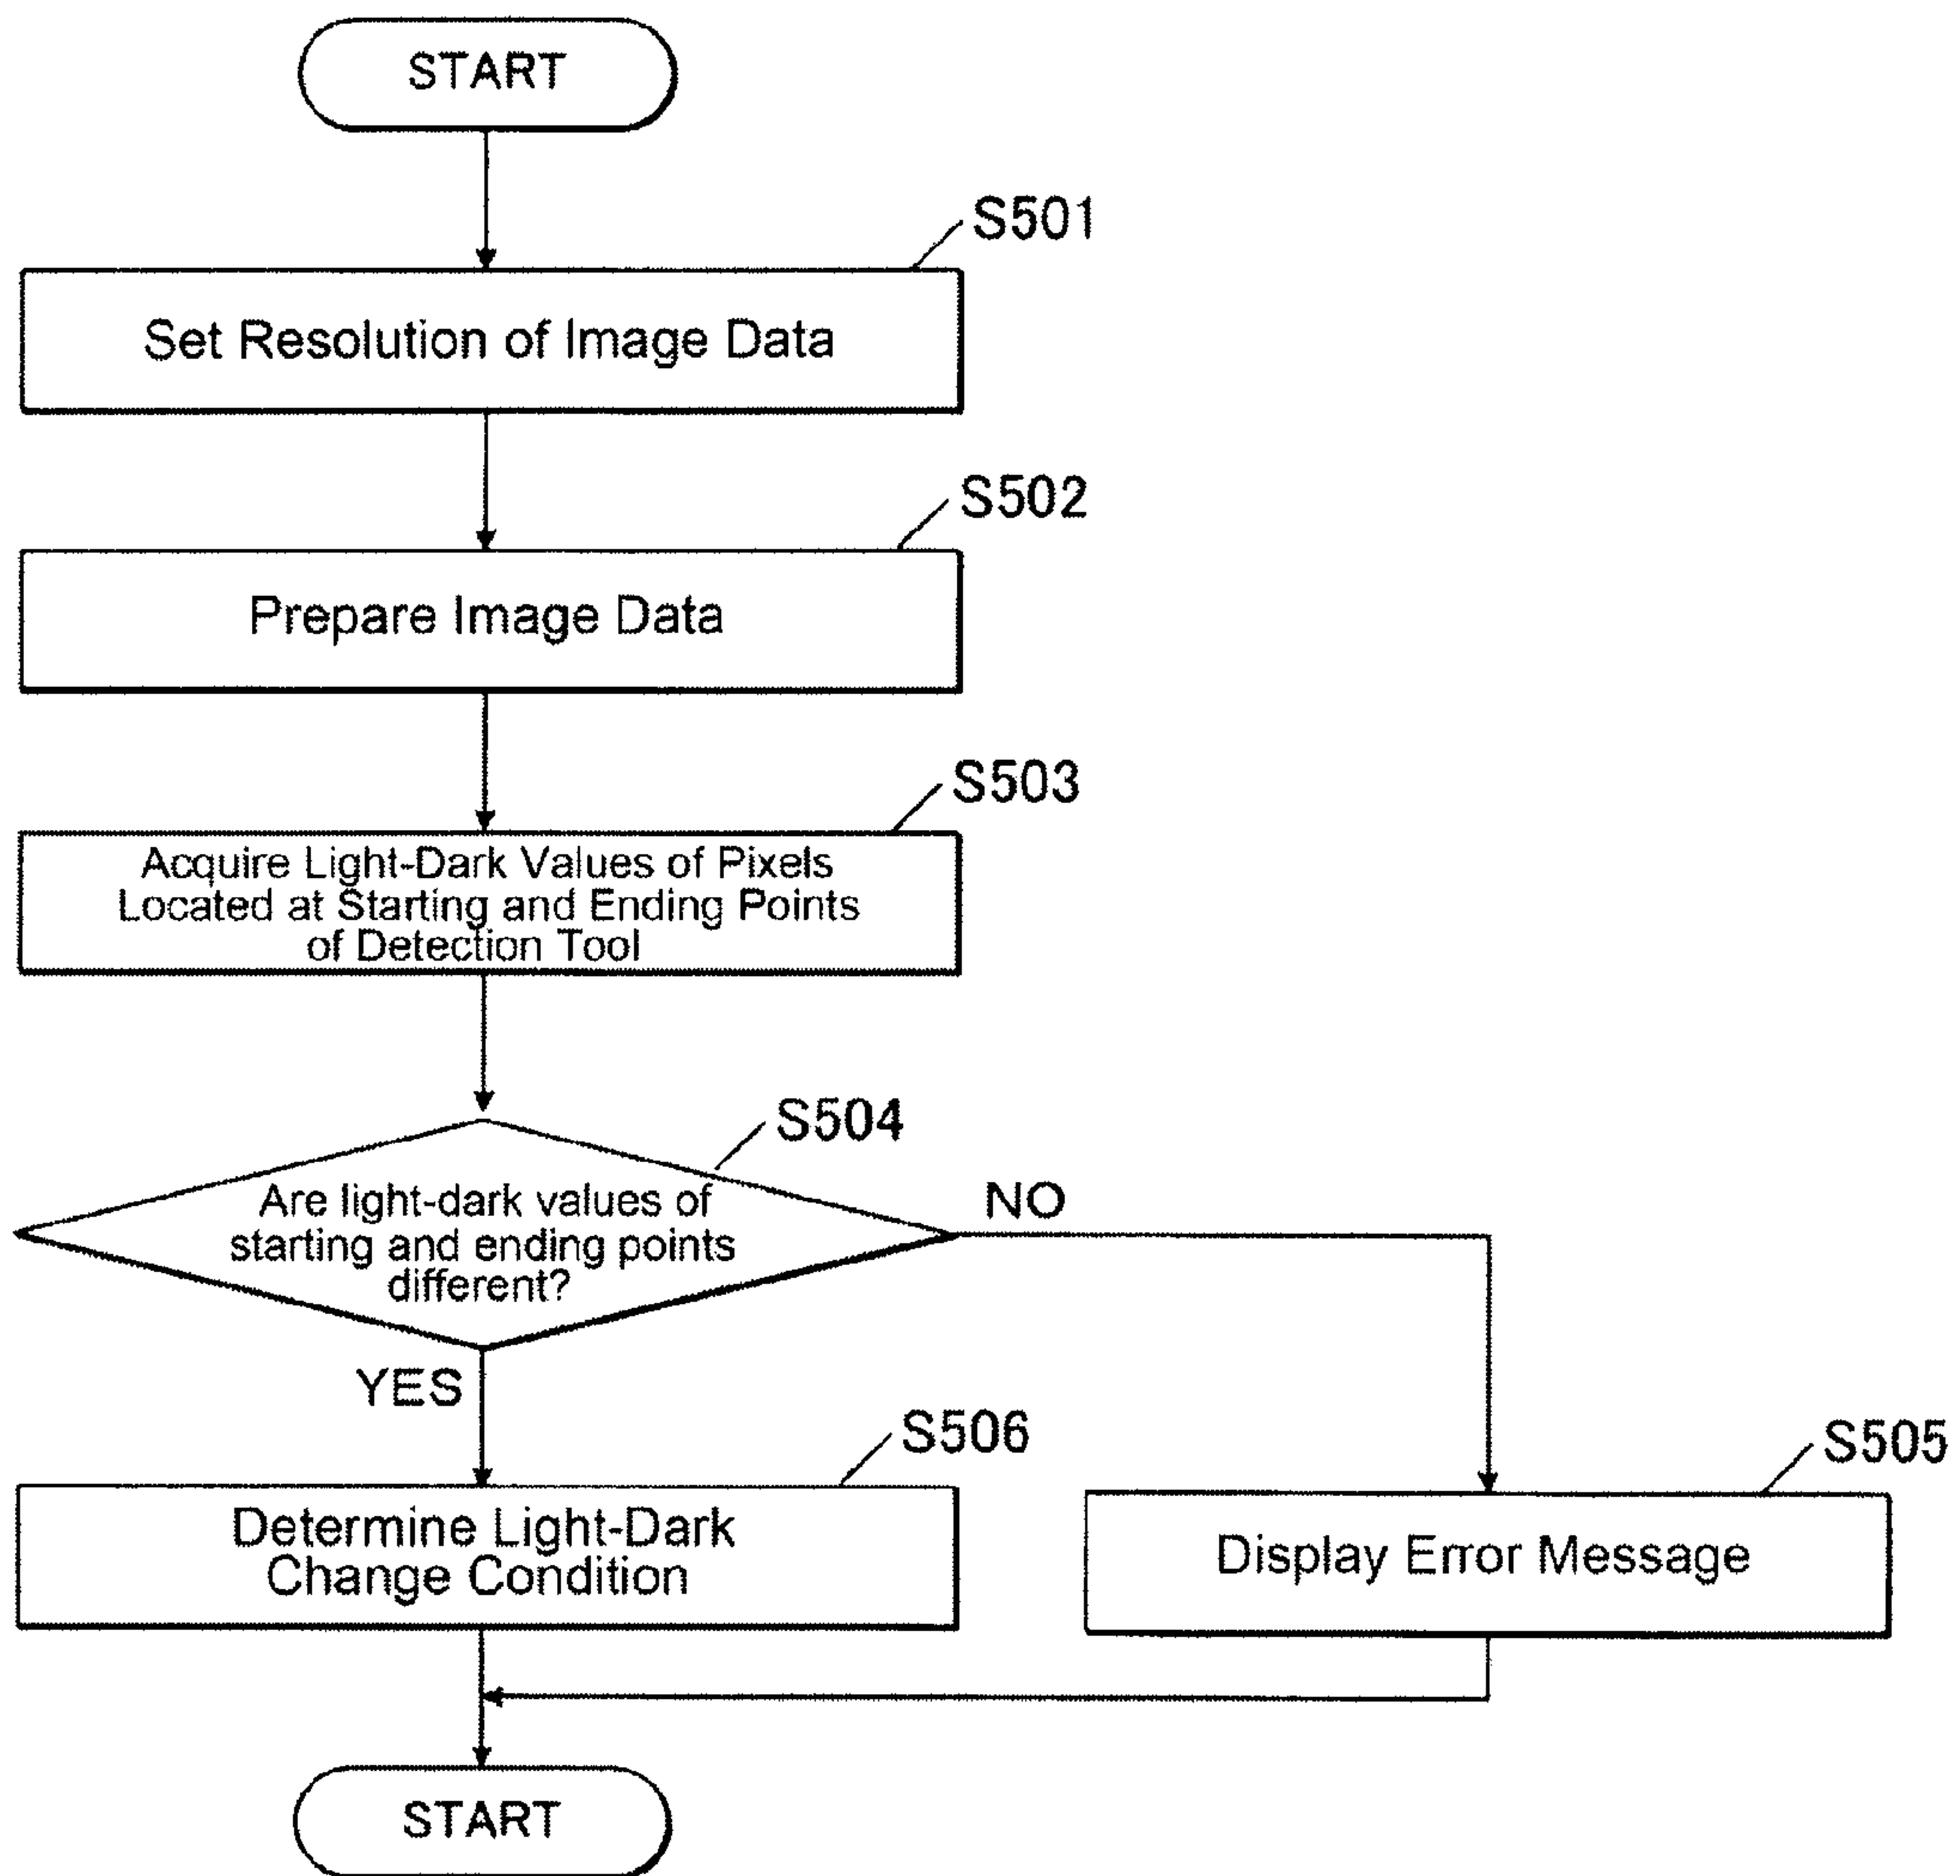 START
S501
Set Resolution of Image Data
S502
Prepare Image Data
S503
Acquire Light-Dark Values of Pixels
Located at Starting and Ending Points
of Detection Tool
S504
Are light-dark values of
starting and ending points
different?
NO
YES
S506
Determine Light-Dark
Change Condition
S505
Display Error Message
START